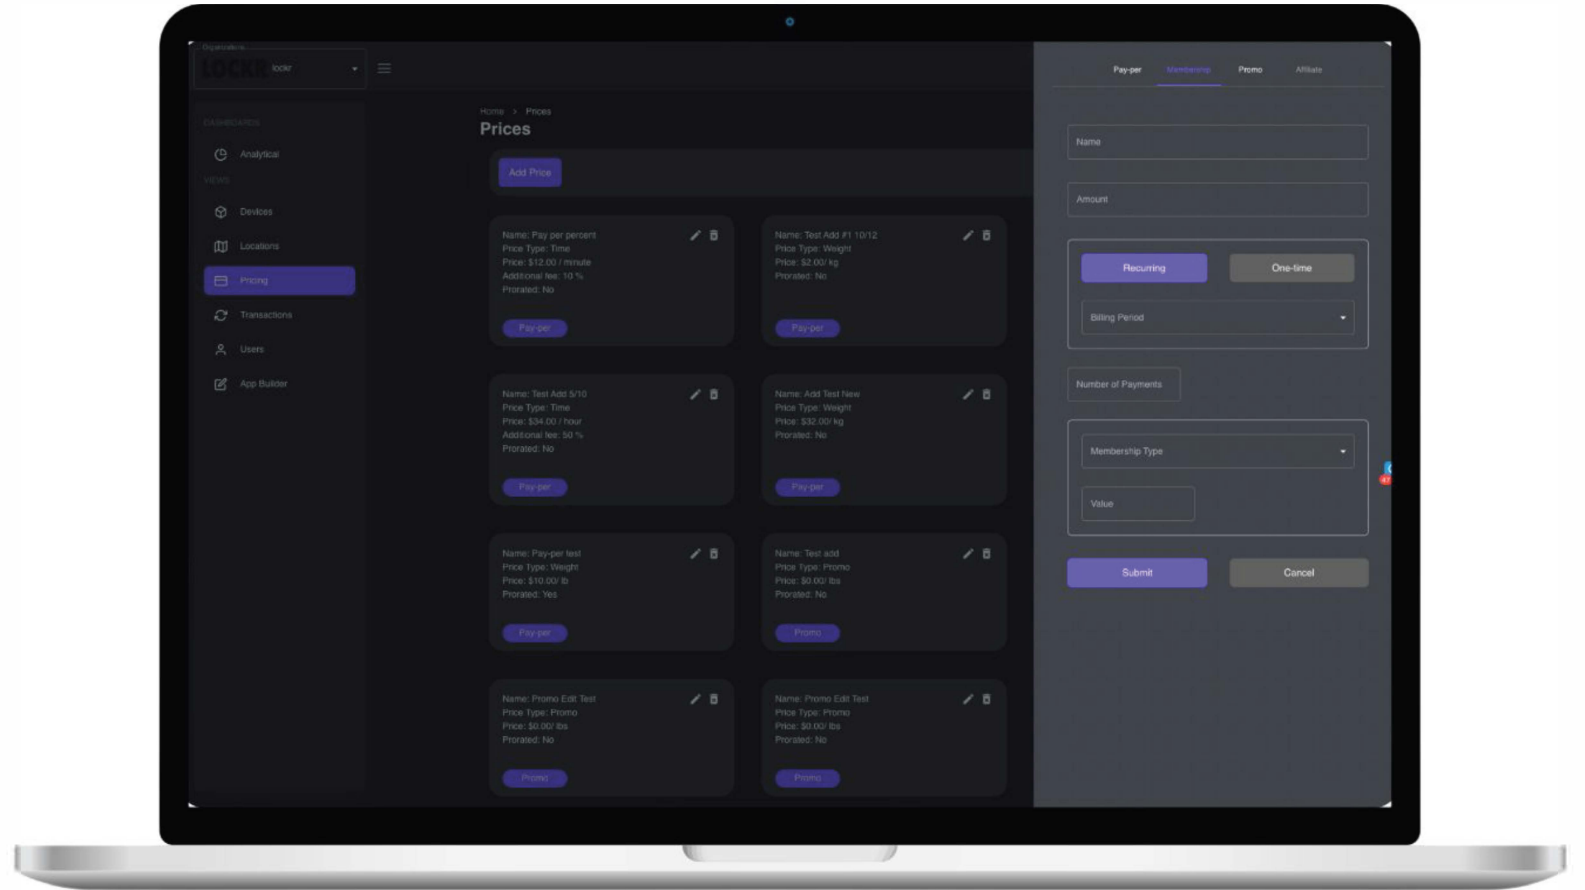 Organizations
LOCKR lockr
DASHBOARDS
Analytical
VIEWS
Devices
Locations
Pricing
Transactions
Users
App Builder
Home > Prices
Prices
Add Price
Name: Pay per percent
Price Type: Time
Price: $12.00 / minute
Additional fee: 10 %
Prorated: No
Pay-per
Name: Test Add #1 10/12
Price Type: Weight
Price: $2.00/ kg
Prorated: No
Pay-per
Name: Test Add 5/10
Price Type: Time
Price: $34.00 / hour
Additional fee: 50 %
Prorated: No
Pay-per
Name: Add Test New
Price Type: Weight
Price: $32.00/ kg
Prorated: No
Pay-per
Name: Pay-per test
Price Type: Weight
Price: $10.00/ lb
Prorated: Yes
Pay-per
Name: Test add
Price Type: Promo
Price: $0.00/ lbs
Prorated: No
Promo
Name: Promo Edit Test
Price Type: Promo
Price: $0.00/ lbs
Prorated: No
Promo
Name: Promo Edit Test
Price Type: Promo
Price: $0.00/ lbs
Prorated: No
Promo
Pay-per Membership Promo Affiliate
Name
Amount
Recurring One-time
Billing Period
Number of Payments
Membership Type
Value
Submit Cancel
47